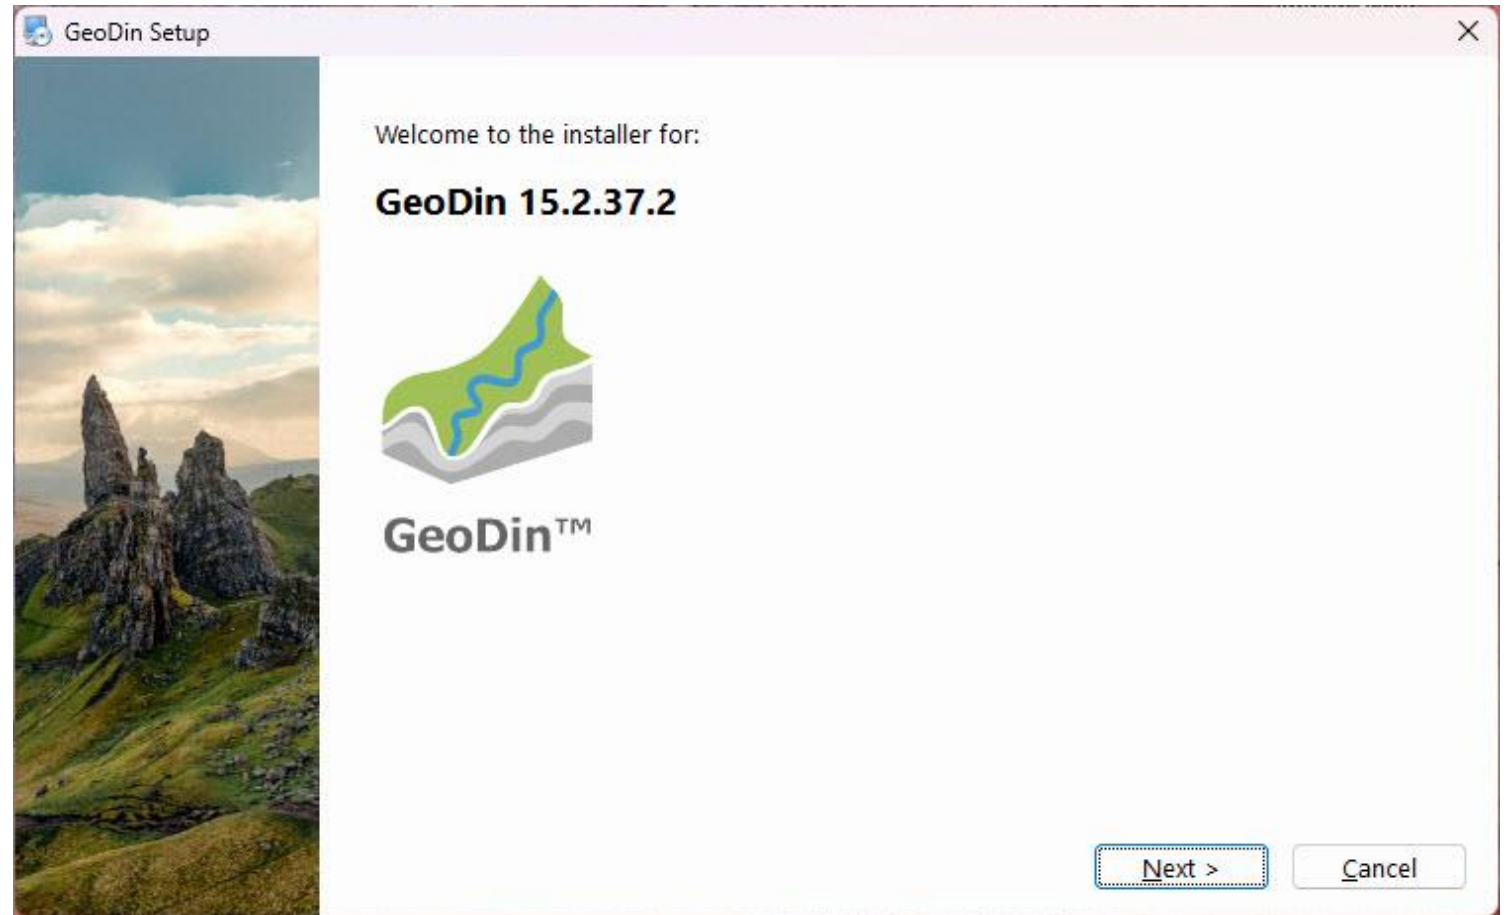 GeoDin Setup
Welcome to the installer for:
GeoDin 15.2.37.2
GeoDin™
Next >
Cancel